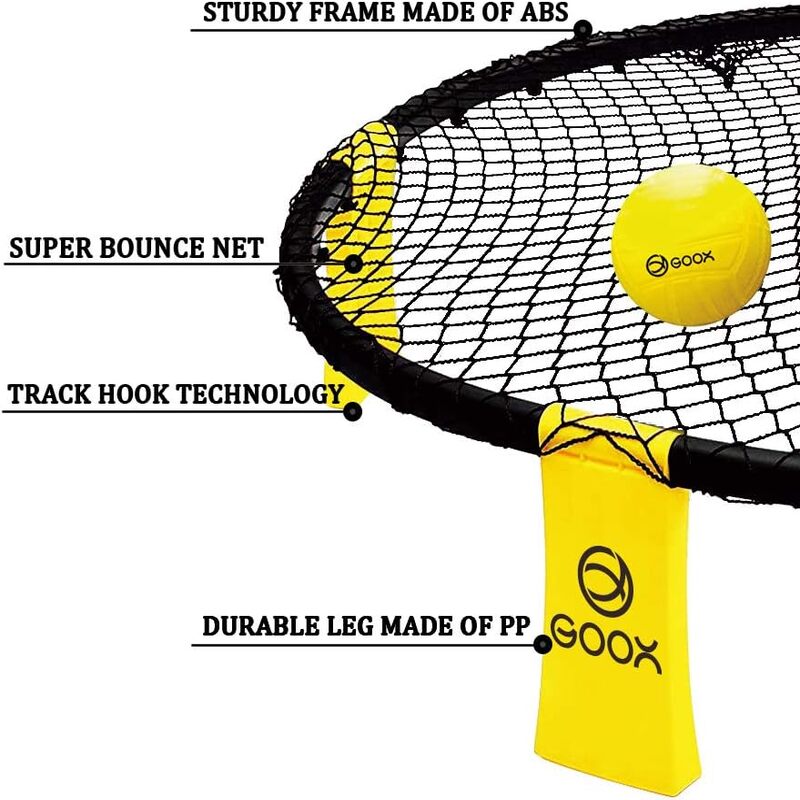 STURDY FRAME MADE OF ABS
SUPER BOUNCE NET
GOOX
TRACK HOOK TECHNOLOGY
DURABLE LEG MADE OF PP
GOOX